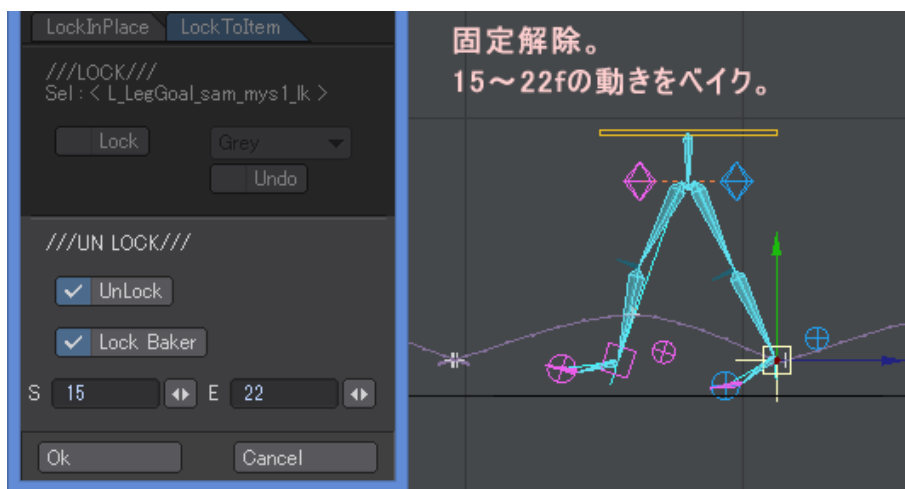 LockInPlace LockToItem
固定解除。
15～22fの動きをベイク。
///LOCK///
Sel : < L_LegGoal_sam_mys1_lk >
Lock Grey
Undo
///UN LOCK///
UnLock
Lock Baker
S 15 E 22
Ok Cancel